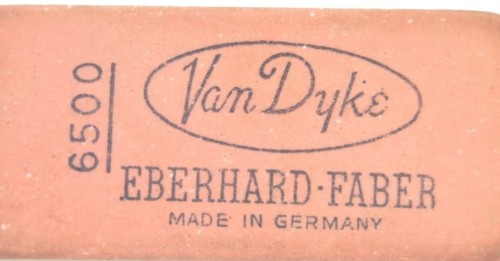 6500
Van Dyke
EBERHARD·FABER
MADE IN GERMANY